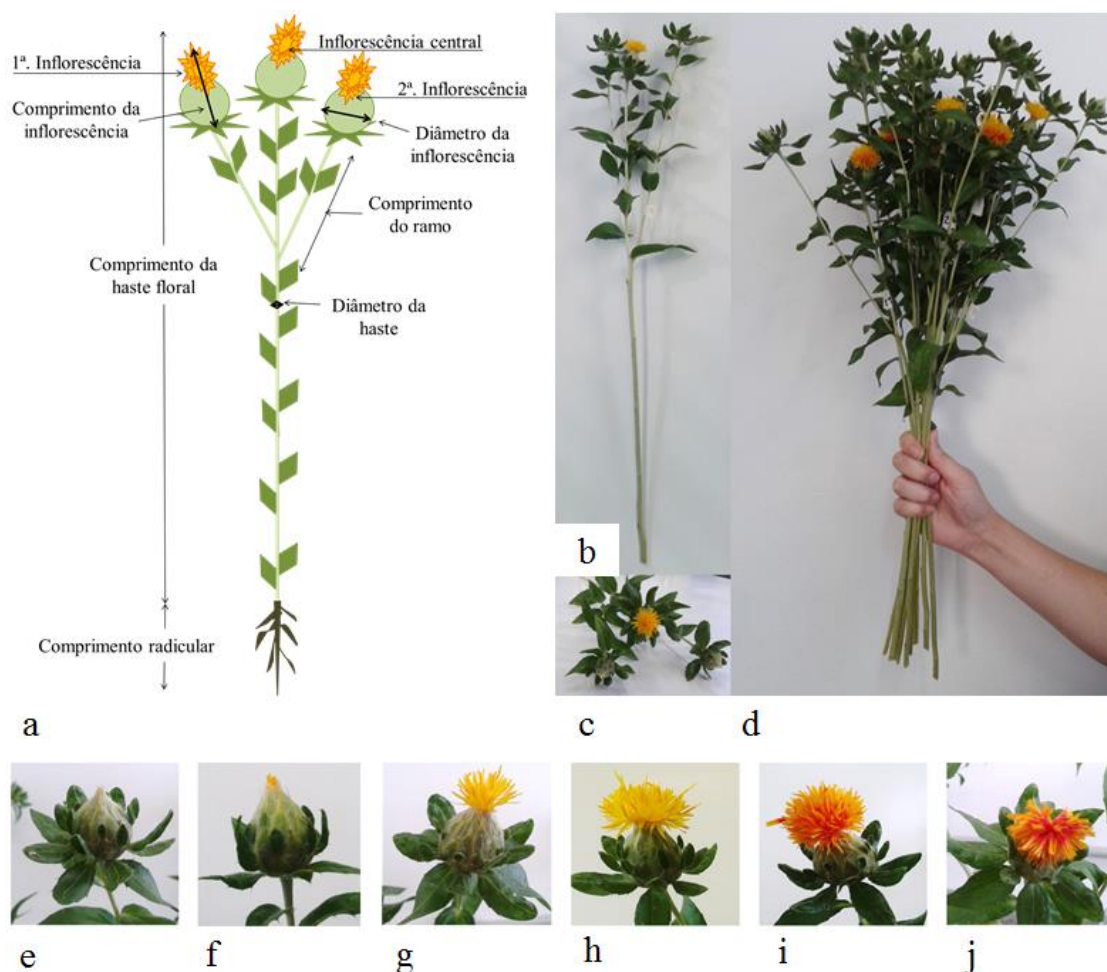 1ª. Inflorescência
Comprimento da
inflorescência
Inflorescência central
2ª. Inflorescência
Diâmetro da
inflorescência
Comprimento
do ramo
Comprimento da
haste floral
Diâmetro da
haste
Comprimento radicular
a
b
c
d
e
f
g
h
i
j